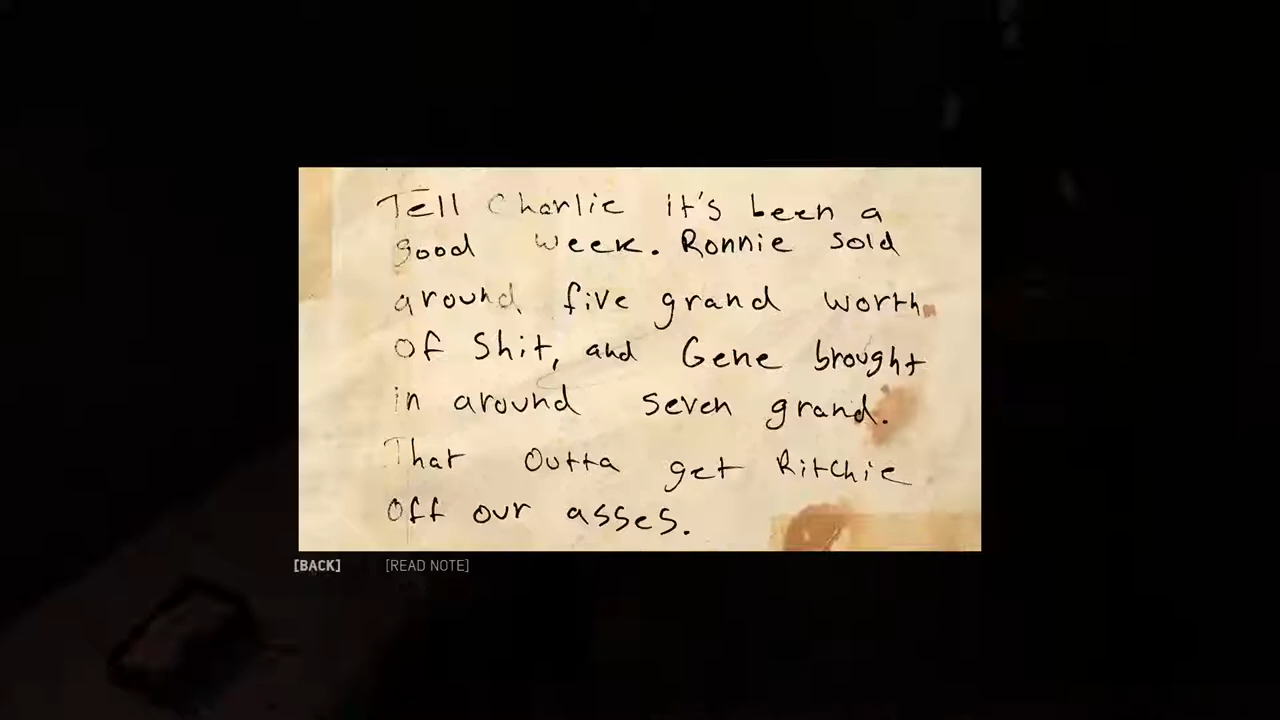 Tell Charlie it's been a
good week. Ronnie sold
around five grand worth
of Shit, and Gene brought
in around seven grand.
That Outta get Ritchie
Off our asses.
[BACK] [READ NOTE]